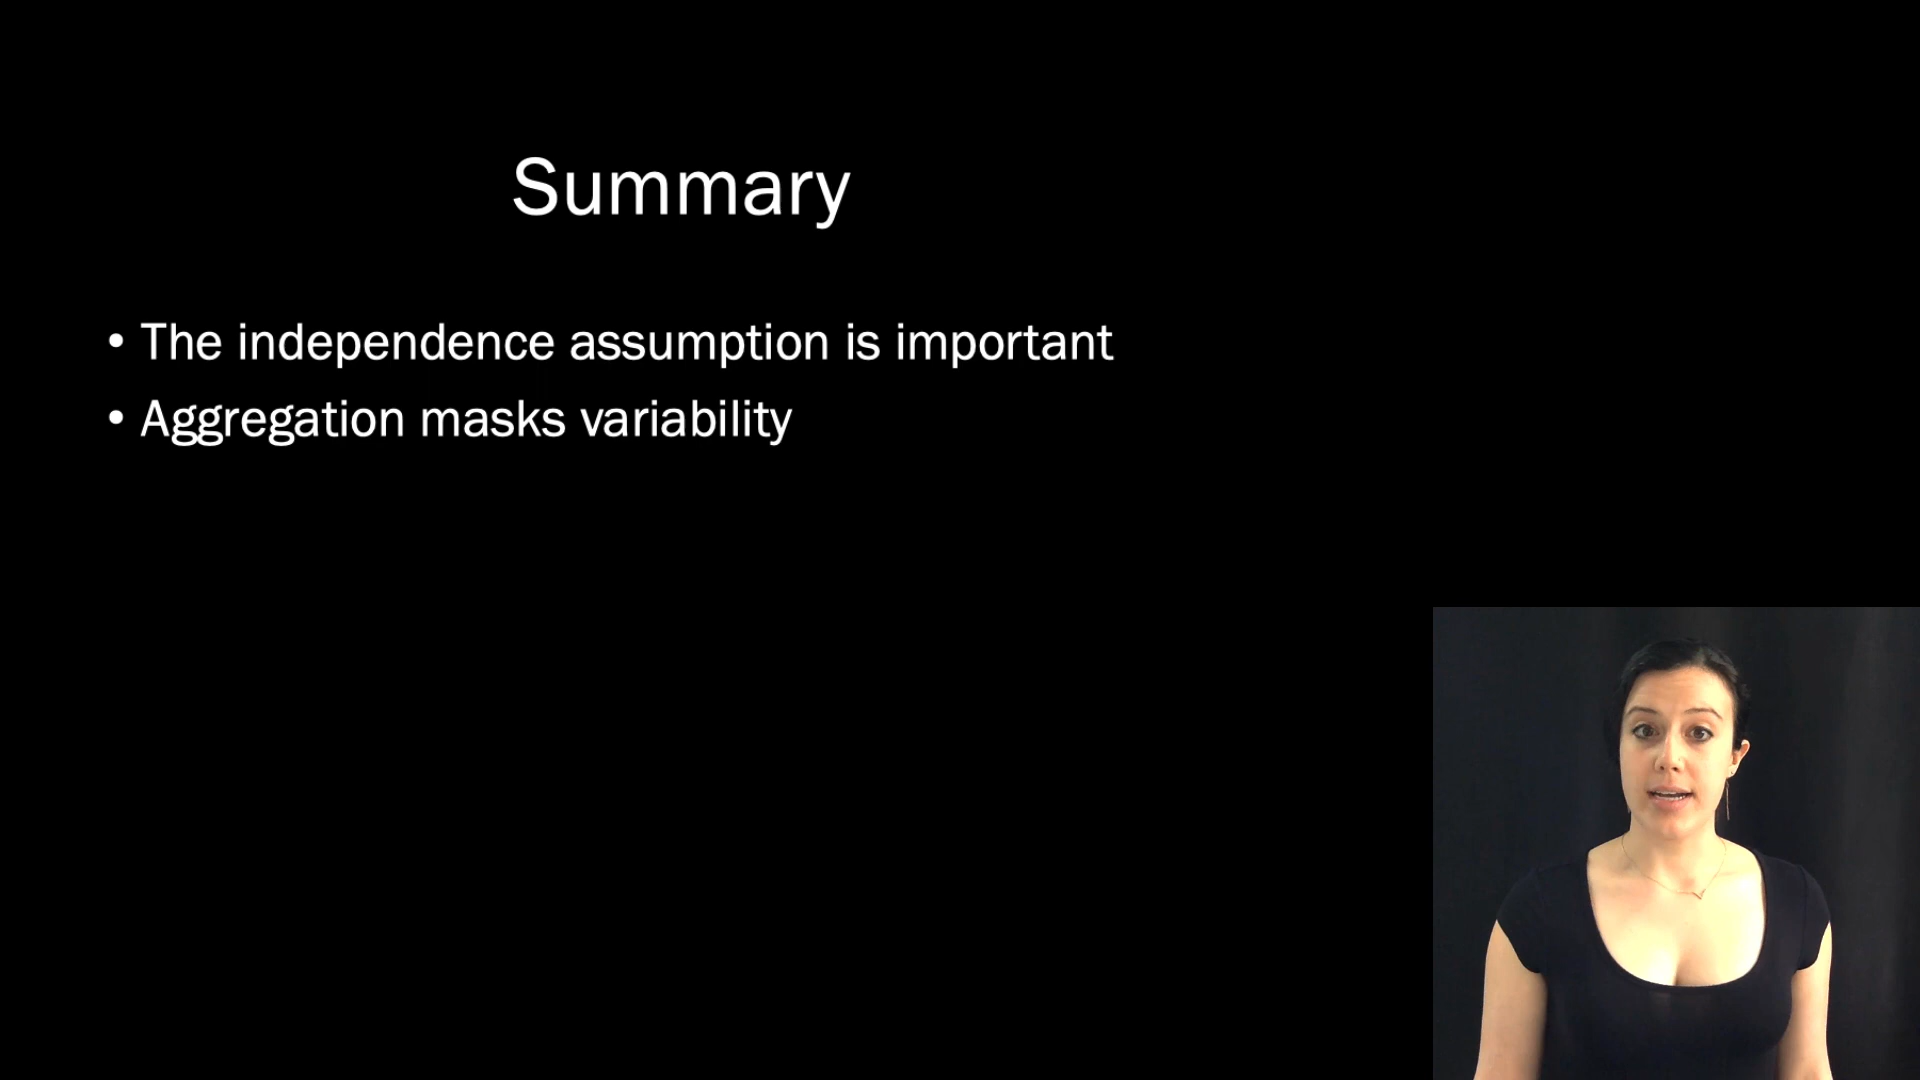 Summary
• The independence assumption is important
• Aggregation masks variability